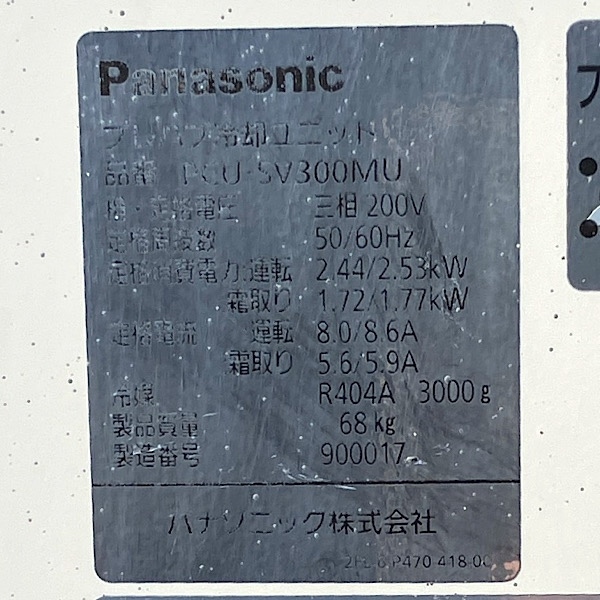 Panasonic
プレハブ冷却ユニット
品番 PCU-SV300MU
相・定格電圧 三相 200V
定格周波数 50/60Hz
定格消費電力:運転 2.44/2.53kW
霜取り 1.72/1.77kW
定格電流 運転 8.0/8.6A
霜取り 5.6/5.9A
冷媒 R404A 3000g
製品質量 68kg
製造番号 900017
パナソニック株式会社
P470-418-00